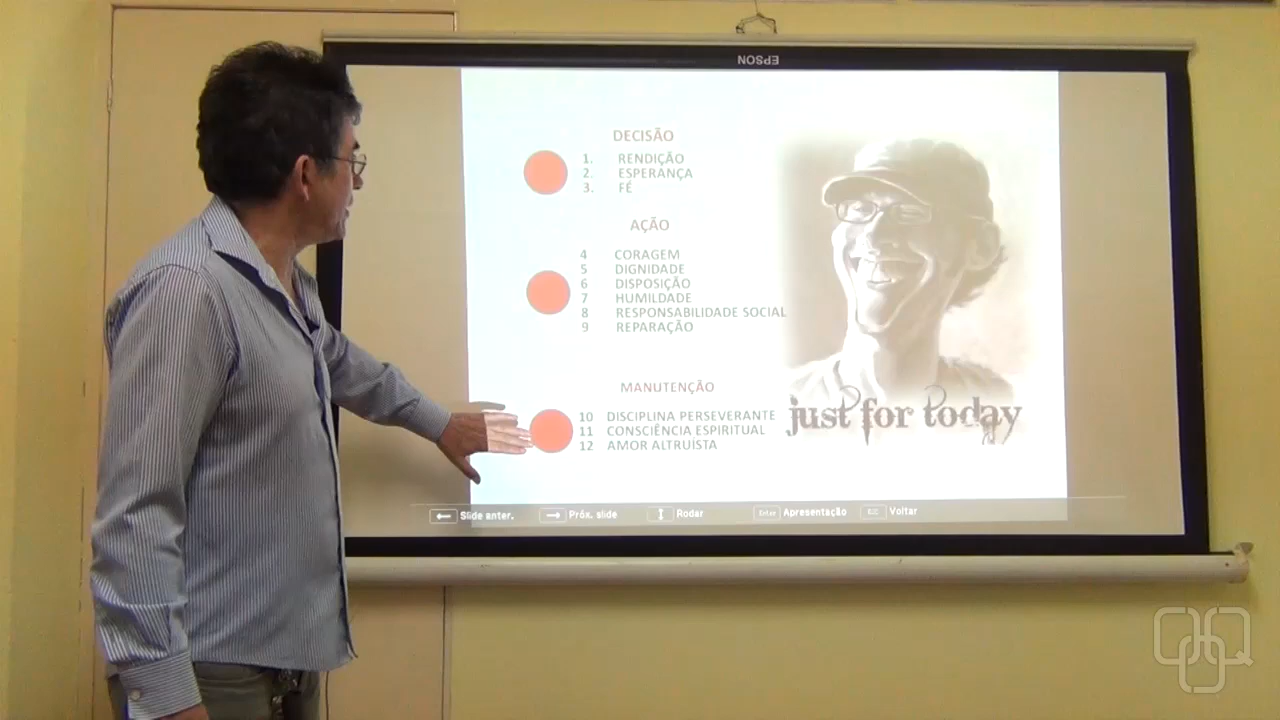 EPSON
DECISÃO
1. RENDIÇÃO
2. ESPERANÇA
3. FÉ
AÇÃO
4 CORAGEM
5 DIGNIDADE
6 DISPOSIÇÃO
7 HUMILDADE
8 RESPONSABILIDADE SOCIAL
9 REPARAÇÃO
MANUTENÇÃO
10 DISCIPLINA PERSEVERANTE
11 CONSCIÊNCIA ESPIRITUAL
12 AMOR ALTRUÍSTA
just for today
← Slide anter. → Próx. slide ↕ Rodar Enter Apresentação Esc Voltar